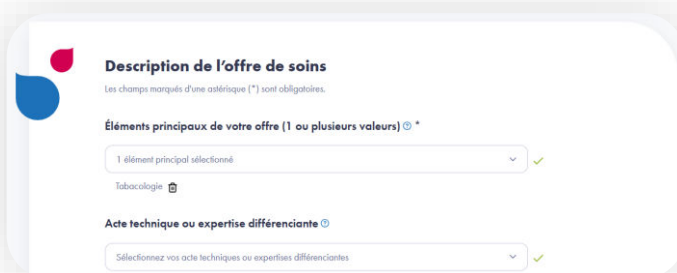 Description de l'offre de soins
Les champs marqués d'une astérisque (*) sont obligatoires.
Éléments principaux de votre offre (1 ou plusieurs valeurs) *
1 élément principal sélectionné
Tabacologie
Acte technique ou expertise différenciante
Sélectionnez vos acte techniques ou expertises différenciantes